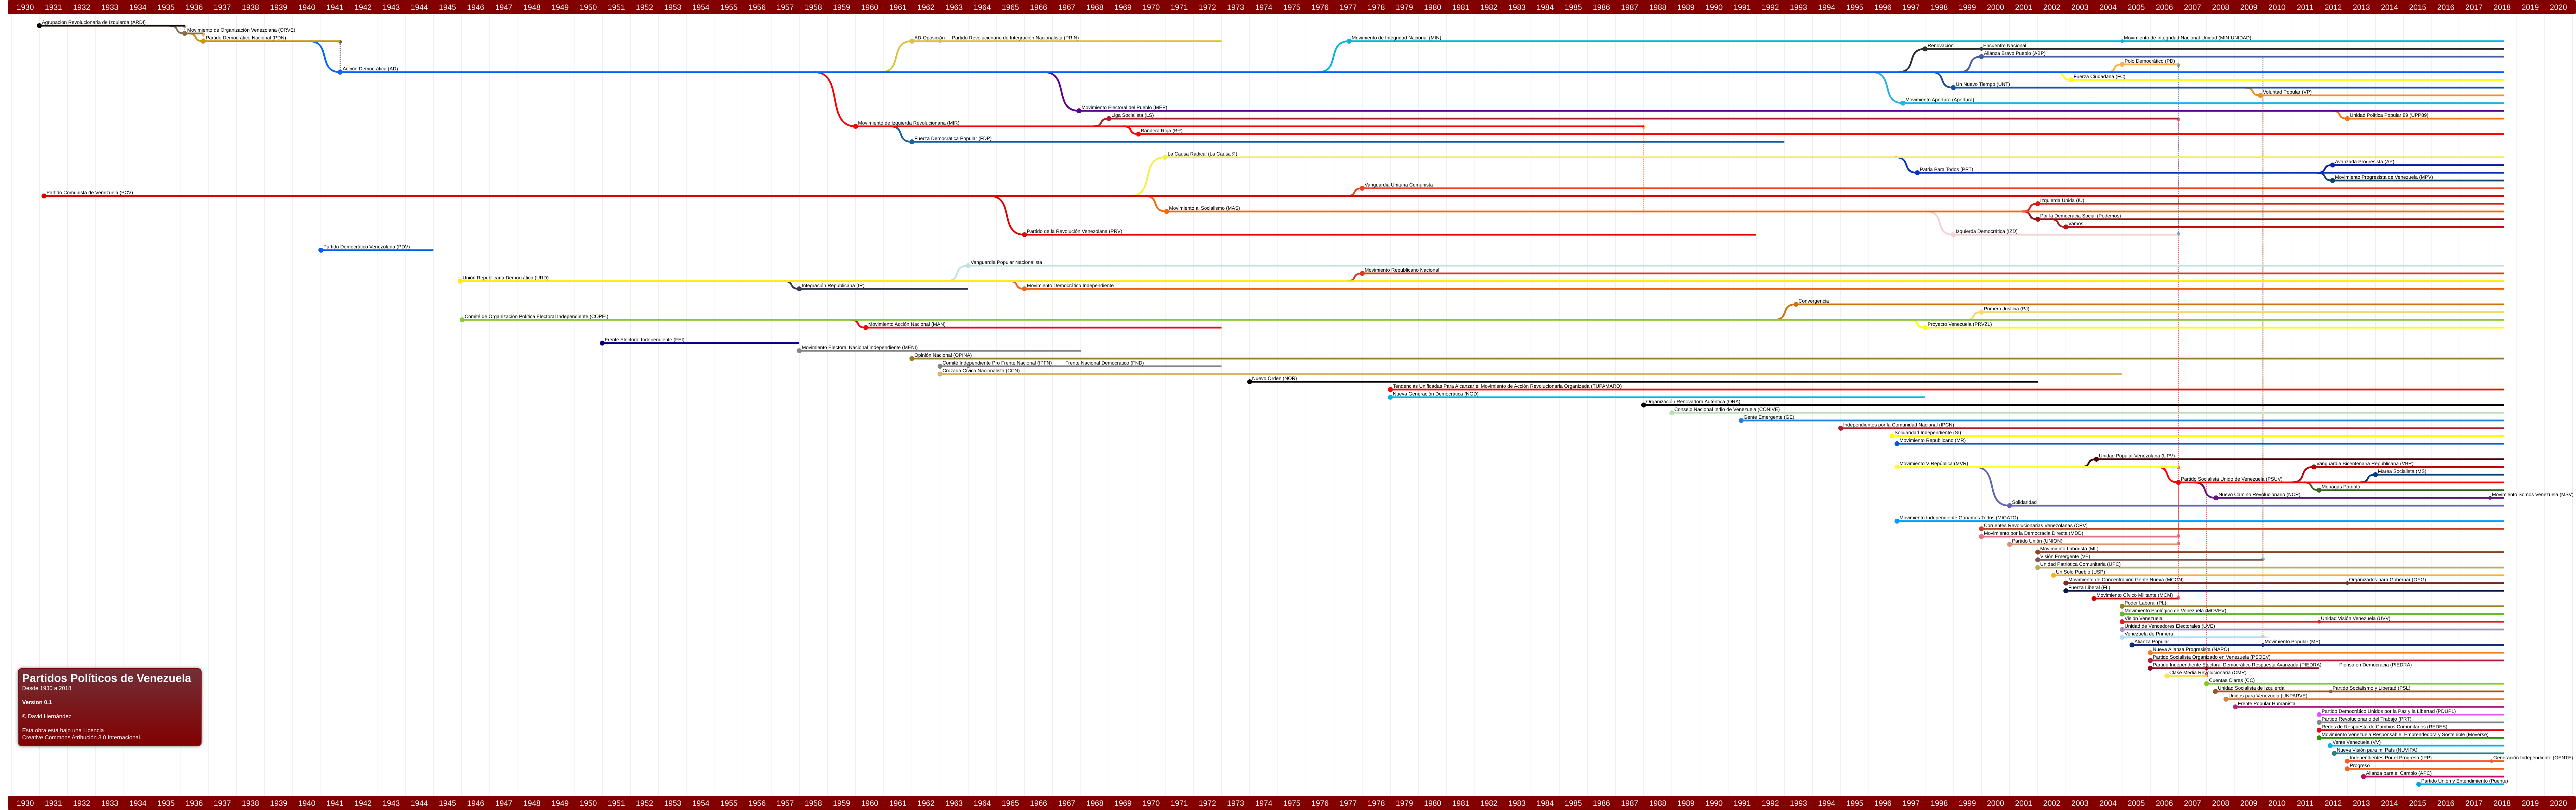 1930 1931 1932 1933 1934 1935 1936 1937 1938 1939 1940 1941 1942 1943 1944 1945 1946 1947 1948 1949 1950 1951 1952 1953 1954 1955 1956 1957 1958 1959 1960 1961 1962 1963 1964 1965 1966 1967 1968 1969 1970 1971 1972 1973 1974 1975 1976 1977 1978 1979 1980 1981 1982 1983 1984 1985 1986 1987 1988 1989 1990 1991 1992 1993 1994 1995 1996 1997 1998 1999 2000 2001 2002 2003 2004 2005 2006 2007 2008 2009 2010 2011 2012 2013 2014 2015 2016 2017 2018 2019 2020
Agrupación Revolucionaria de Izquierda (ARDI)
Movimiento de Organización Venezolana (ORVE)
Partido Democrático Nacional (PDN)
AD-Oposición Partido Revolucionario de Integración Nacionalista (PRIN)
Movimiento de Integridad Nacional (MIN)
Movimiento de Integridad Nacional-Unidad (MIN-UNIDAD)
Renovación
Encuentro Nacional
Alianza Bravo Pueblo (ABP)
Polo Democrático (PD)
Acción Democrática (AD)
Fuerza Ciudadana (FC)
Un Nuevo Tiempo (UNT)
Voluntad Popular (VP)
Movimiento Apertura (Apertura)
Movimiento Electoral del Pueblo (MEP)
Liga Socialista (LS)
Unidad Política Popular 89 (UPP89)
Movimiento de Izquierda Revolucionaria (MIR)
Bandera Roja (BR)
Fuerza Democrática Popular (FDP)
La Causa Radical (La Causa R)
Avanzada Progresista (AP)
Patria Para Todos (PPT)
Movimiento Progresista de Venezuela (MPV)
Vanguardia Unitaria Comunista
Partido Comunista de Venezuela (PCV)
Izquierda Unida (IU)
Movimiento al Socialismo (MAS)
Por la Democracia Social (Podemos)
Vamos
Partido de la Revolución Venezolana (PRV)
Izquierda Democrática (IZD)
Partido Democrático Venezolano (PDV)
Vanguardia Popular Nacionalista
Movimiento Republicano Nacional
Unión Republicana Democrática (URD)
Integración Republicana (IR)
Movimiento Democrático Independiente
Convergencia
Primero Justicia (PJ)
Comité de Organización Política Electoral Independiente (COPEI)
Movimiento Acción Nacional (MAN)
Proyecto Venezuela (PRVZL)
Frente Electoral Independiente (FEI)
Movimiento Electoral Nacional Independiente (MENI)
Opinión Nacional (OPINA)
Comité Independiente Pro Frente Nacional (IPFN) Frente Nacional Democrático (FND)
Cruzada Cívica Nacionalista (CCN)
Nuevo Orden (NOR)
Tendencias Unificadas Para Alcanzar el Movimiento de Acción Revolucionaria Organizada (TUPAMARO)
Nueva Generación Democrática (NGD)
Organización Renovadora Auténtica (ORA)
Consejo Nacional Indio de Venezuela (CONIVE)
Gente Emergente (GE)
Independientes por la Comunidad Nacional (IPCN)
Solidaridad Independiente (SI)
Movimiento Republicano (MR)
Unidad Popular Venezolana (UPV)
Movimiento V República (MVR)
Vanguardia Bicentenaria Republicana (VBR)
Marea Socialista (MS)
Partido Socialista Unido de Venezuela (PSUV)
Monagas Patriota
Nuevo Camino Revolucionario (NCR)
Movimiento Somos Venezuela (MSV)
Solidaridad
Movimiento Independiente Ganamos Todos (MIGATO)
Corrientes Revolucionarias Venezolanas (CRV)
Movimiento por la Democracia Directa (MDD)
Partido Unión (UNION)
Movimiento Laborista (ML)
Visión Emergente (VE)
Unidad Patriótica Comunitaria (UPC)
Un Solo Pueblo (USP)
Movimiento de Concentración Gente Nueva (MCGN) Organizados para Gobernar (OPG)
Fuerza Liberal (FL)
Movimiento Cívico Militante (MCM)
Poder Laboral (PL)
Movimiento Ecológico de Venezuela (MOVEV)
Visión Venezuela Unidad Visión Venezuela (UVV)
Unidad de Vencedores Electorales (UVE)
Venezuela de Primera
Alianza Popular Movimiento Popular (MP)
Nueva Alianza Progresista (NAPO)
Partido Socialista Organizado en Venezuela (PSOEV)
Partido Independiente Electoral Democrático Respuesta Avanzada (PIEDRA) Piensa en Democracia (PIEDRA)
Clase Media Revolucionaria (CMR)
Cuentas Claras (CC)
Unidad Socialista de Izquierda Partido Socialismo y Libertad (PSL)
Unidos para Venezuela (UNPARVE)
Frente Popular Humanista
Partido Democrático Unidos por la Paz y la Libertad (PDUPL)
Partido Revolucionario del Trabajo (PRT)
Redes de Respuesta de Cambios Comunitarios (REDES)
Movimiento Venezuela Responsable, Emprendedora y Sostenible (Moverse)
Vente Venezuela (VV)
Nueva Visión para mi País (NUVIPA)
Independientes Por el Progreso (IPP) Generación Independiente (GENTE)
Progreso
Alianza para el Cambio (APC)
Partido Unión y Entendimiento (Puente)
Partidos Políticos de Venezuela
Desde 1930 a 2018
Version 0.1
© David Hernández
Esta obra está bajo una Licencia
Creative Commons Atribución 3.0 Internacional.
1930 1931 1932 1933 1934 1935 1936 1937 1938 1939 1940 1941 1942 1943 1944 1945 1946 1947 1948 1949 1950 1951 1952 1953 1954 1955 1956 1957 1958 1959 1960 1961 1962 1963 1964 1965 1966 1967 1968 1969 1970 1971 1972 1973 1974 1975 1976 1977 1978 1979 1980 1981 1982 1983 1984 1985 1986 1987 1988 1989 1990 1991 1992 1993 1994 1995 1996 1997 1998 1999 2000 2001 2002 2003 2004 2005 2006 2007 2008 2009 2010 2011 2012 2013 2014 2015 2016 2017 2018 2019 2020